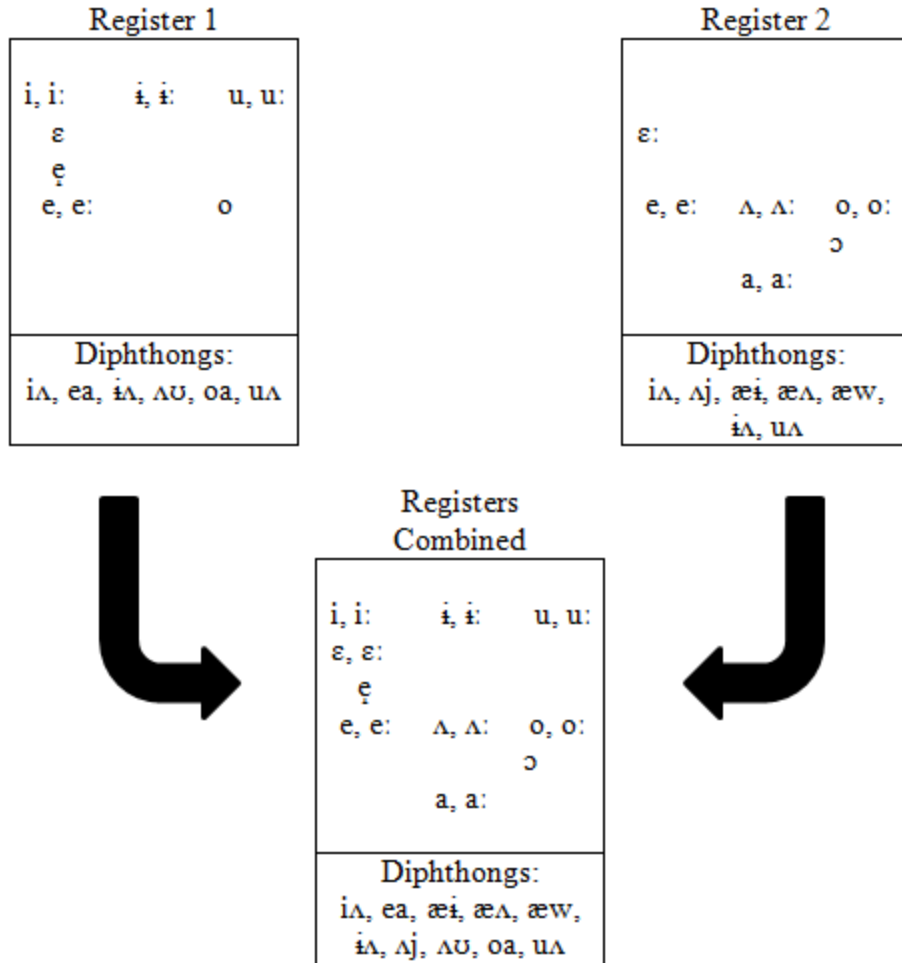 Register 1
i, iː ɨ, ɨː u, uː
ɛ
e̞
e, eː o
Diphthongs:
iʌ, ea, ɨʌ, ʌʊ, oa, uʌ
Register 2
ɛː
e, eː ʌ, ʌː o, oː
ɔ
a, aː
Diphthongs:
iʌ, ʌj, æɨ, æʌ, æw,
ɨʌ, uʌ
Registers
Combined
i, iː ɨ, ɨː u, uː
ɛ, ɛː
e̞
e, eː ʌ, ʌː o, oː
ɔ
a, aː
Diphthongs:
iʌ, ea, æɨ, æʌ, æw,
ɨʌ, ʌj, ʌʊ, oa, uʌ